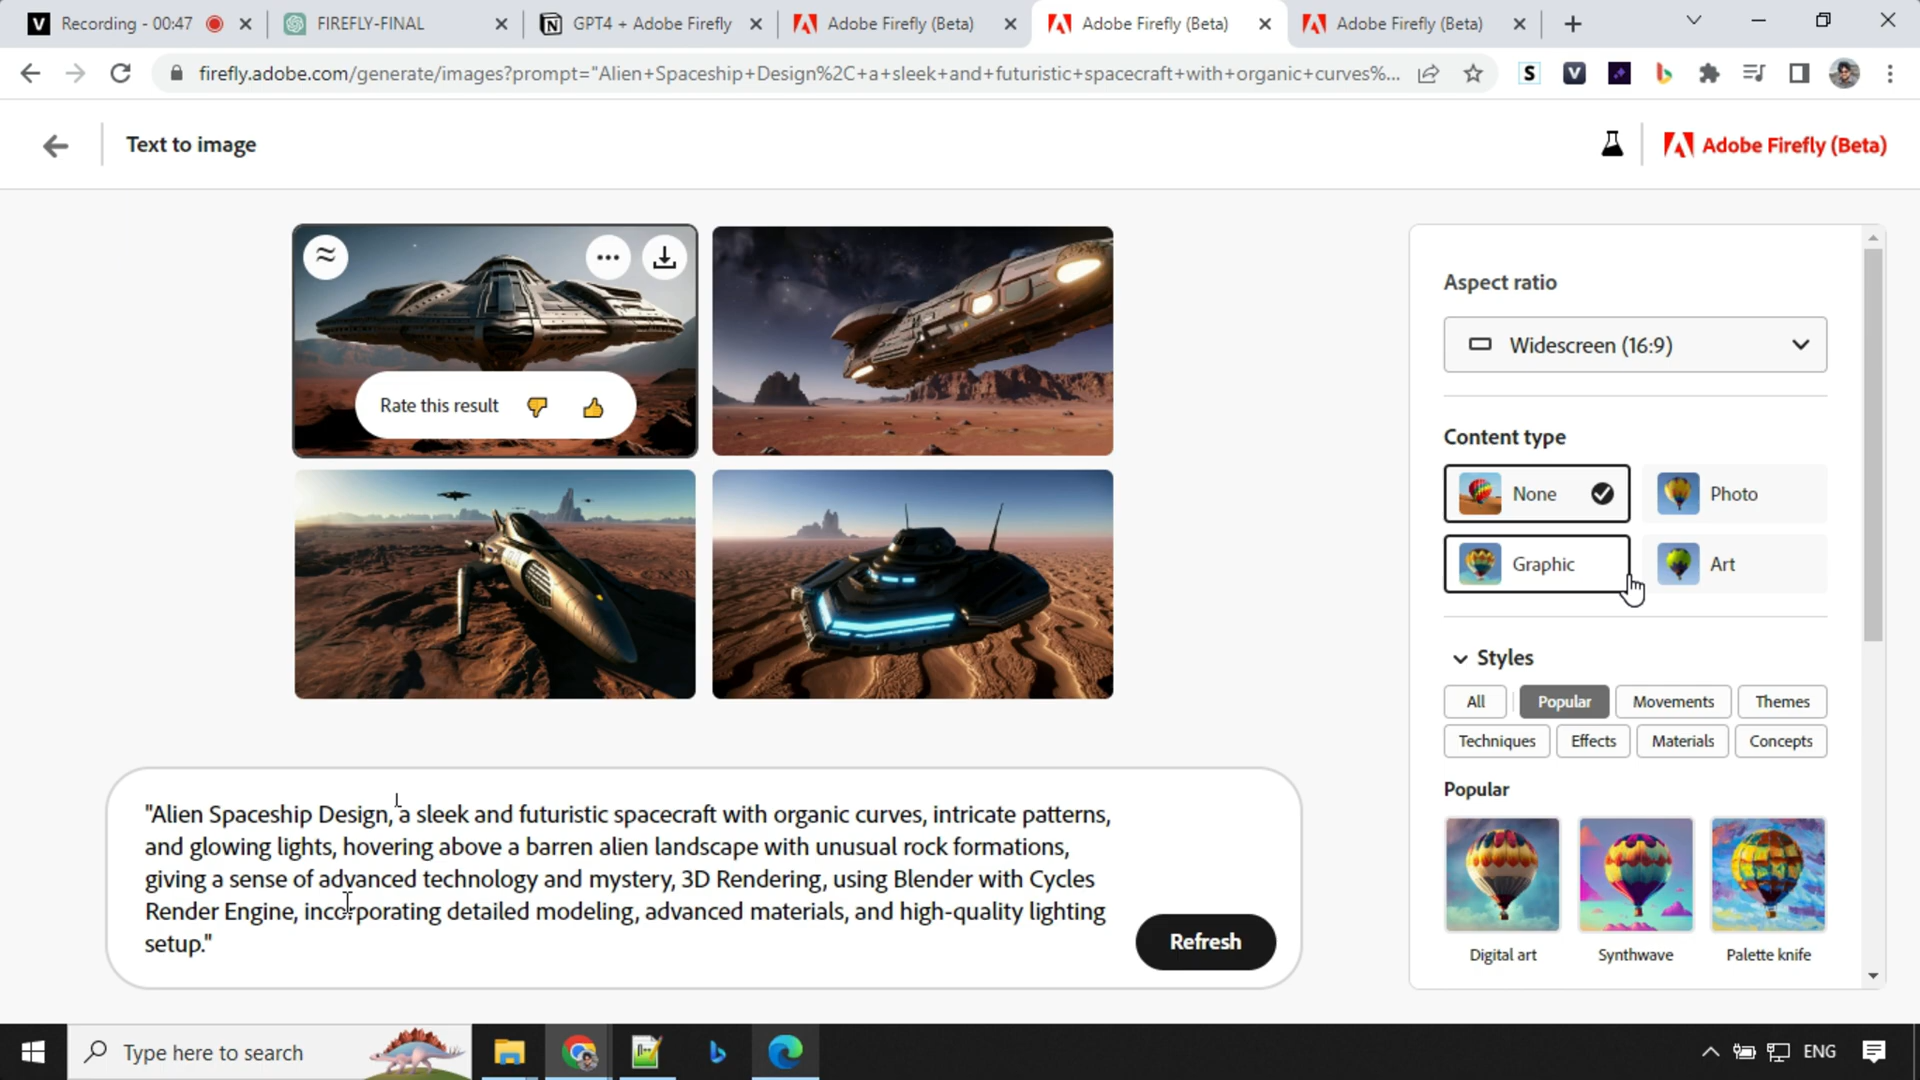 Recording - 00:47
FIREFLY-FINAL
GPT4 + Adobe Firefly
Adobe Firefly (Beta)
Adobe Firefly (Beta)
Adobe Firefly (Beta)
firefly.adobe.com/generate/images?prompt="Alien+Spaceship+Design%2C+a+sleek+and+futuristic+spacecraft+with+organic+curves%...
Text to image
Adobe Firefly (Beta)
Rate this result
Aspect ratio
Widescreen (16:9)
Content type
None
Photo
Graphic
Art
Styles
All
Popular
Movements
Themes
Techniques
Effects
Materials
Concepts
Popular
Digital art
Synthwave
Palette knife
"Alien Spaceship Design, a sleek and futuristic spacecraft with organic curves, intricate patterns,
and glowing lights, hovering above a barren alien landscape with unusual rock formations,
giving a sense of advanced technology and mystery, 3D Rendering, using Blender with Cycles
Render Engine, incorporating detailed modeling, advanced materials, and high-quality lighting
setup."
Refresh
Type here to search
ENG